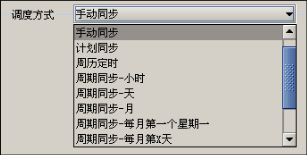 调度方式 手动同步
手动同步
计划同步
周历定时
周期同步-小时
周期同步-天
周期同步-月
周期同步-每月第一个星期一
周期同步-每月第X天